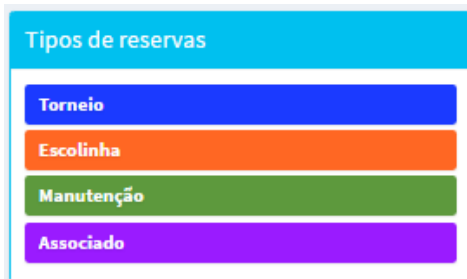 Tipos de reservas
Torneio
Escolinha
Manutenção
Associado